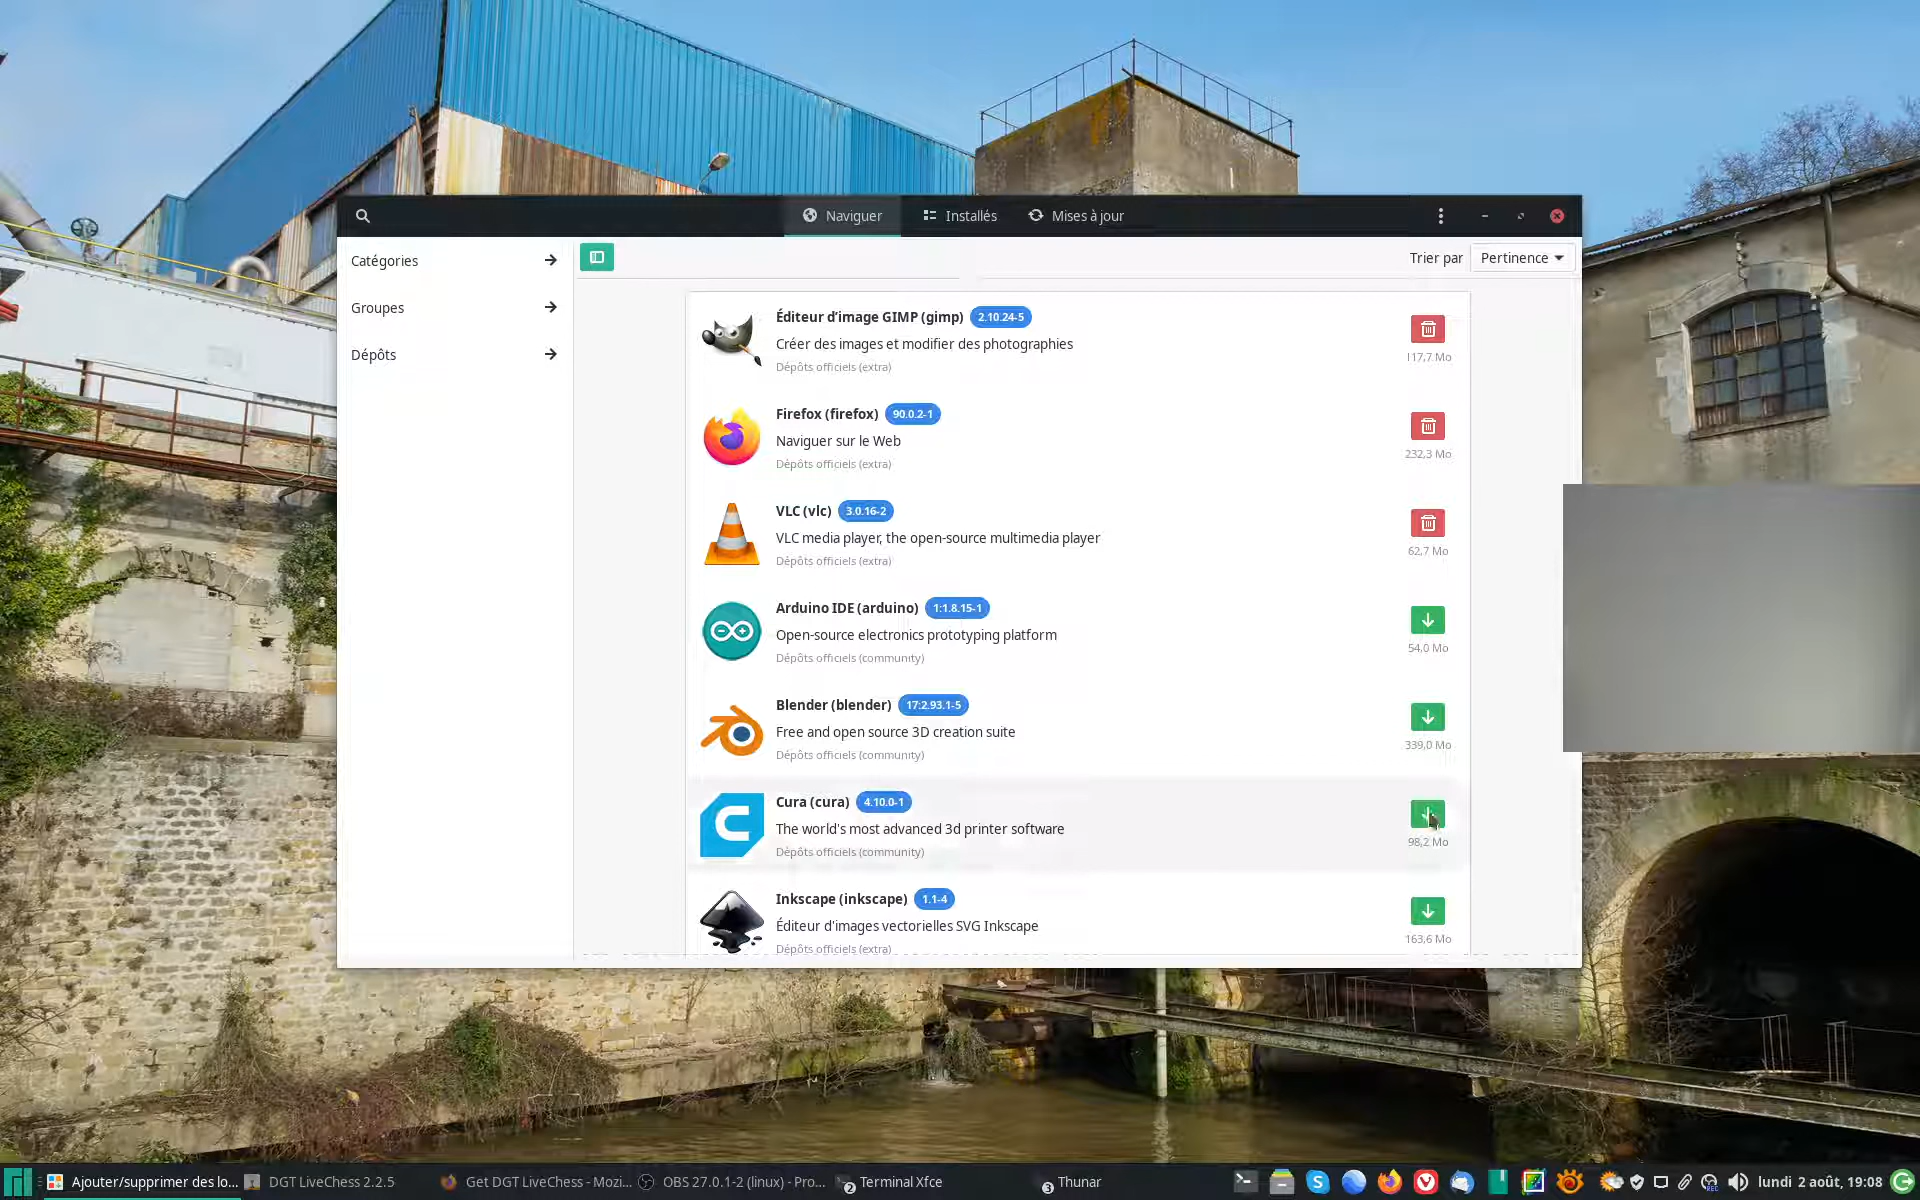 Naviguer
Installés
Mises à jour
Catégories
Groupes
Dépôts
Trier par
Pertinence
Éditeur d'image GIMP (gimp) 2.10.24-5
Créer des images et modifier des photographies
Dépôts officiels (extra)
117,7 Mo
Firefox (firefox) 90.0.2-1
Naviguer sur le Web
Dépôts officiels (extra)
232,3 Mo
VLC (vlc) 3.0.16-2
VLC media player, the open-source multimedia player
Dépôts officiels (extra)
62,7 Mo
Arduino IDE (arduino) 1:1.8.15-1
Open-source electronics prototyping platform
Dépôts officiels (community)
54,0 Mo
Blender (blender) 17:2.93.1-5
Free and open source 3D creation suite
Dépôts officiels (community)
339,0 Mo
Cura (cura) 4.10.0-1
The world's most advanced 3d printer software
Dépôts officiels (community)
98,2 Mo
Inkscape (inkscape) 1.1-4
Éditeur d'images vectorielles SVG Inkscape
Dépôts officiels (extra)
163,6 Mo
Ajouter/supprimer des lo...
DGT LiveChess 2.2.5
Get DGT LiveChess - Mozi...
OBS 27.0.1-2 (linux) - Pro...
2 Terminal Xfce
3 Thunar
lundi 2 août, 19:08